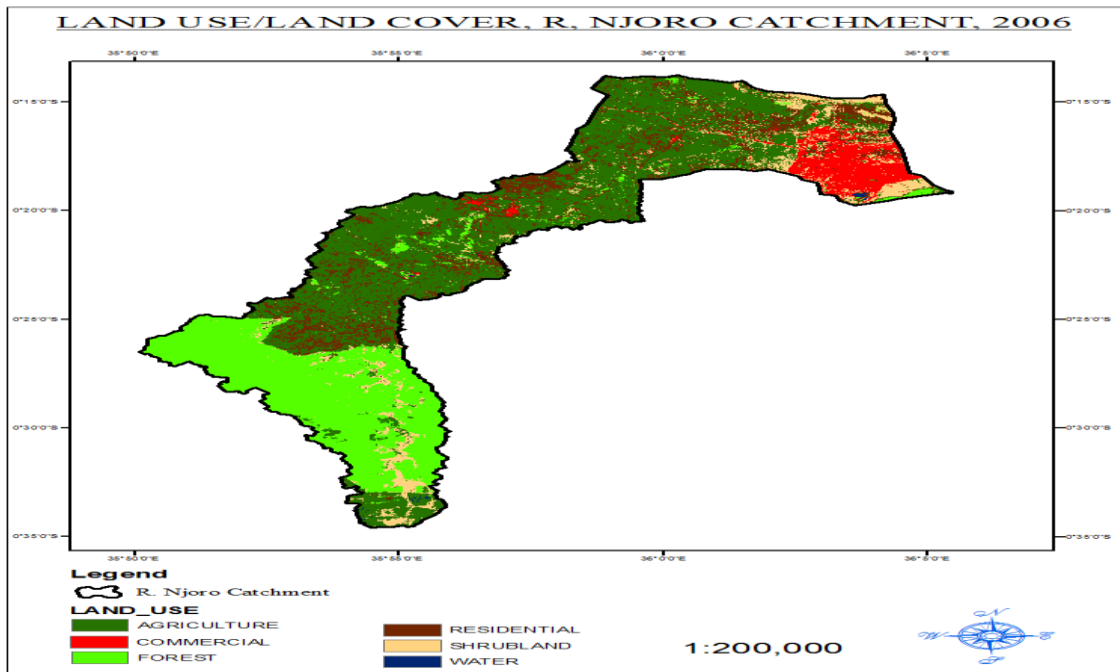 LAND USE/LAND COVER, R, NJORO CATCHMENT, 2006
35°50'0"E 35°55'0"E 36°0'0"E 36°5'0"E
0°15'0"S 0°15'0"S
0°20'0"S 0°20'0"S
0°25'0"S 0°25'0"S
0°30'0"S 0°30'0"S
0°35'0"S 0°35'0"S
35°50'0"E 35°55'0"E 36°0'0"E 36°5'0"E
Legend
R. Njoro Catchment
LAND_USE
AGRICULTURE
COMMERCIAL
FOREST
RESIDENTIAL
SHRUBLAND
WATER
1:200,000
N
W E